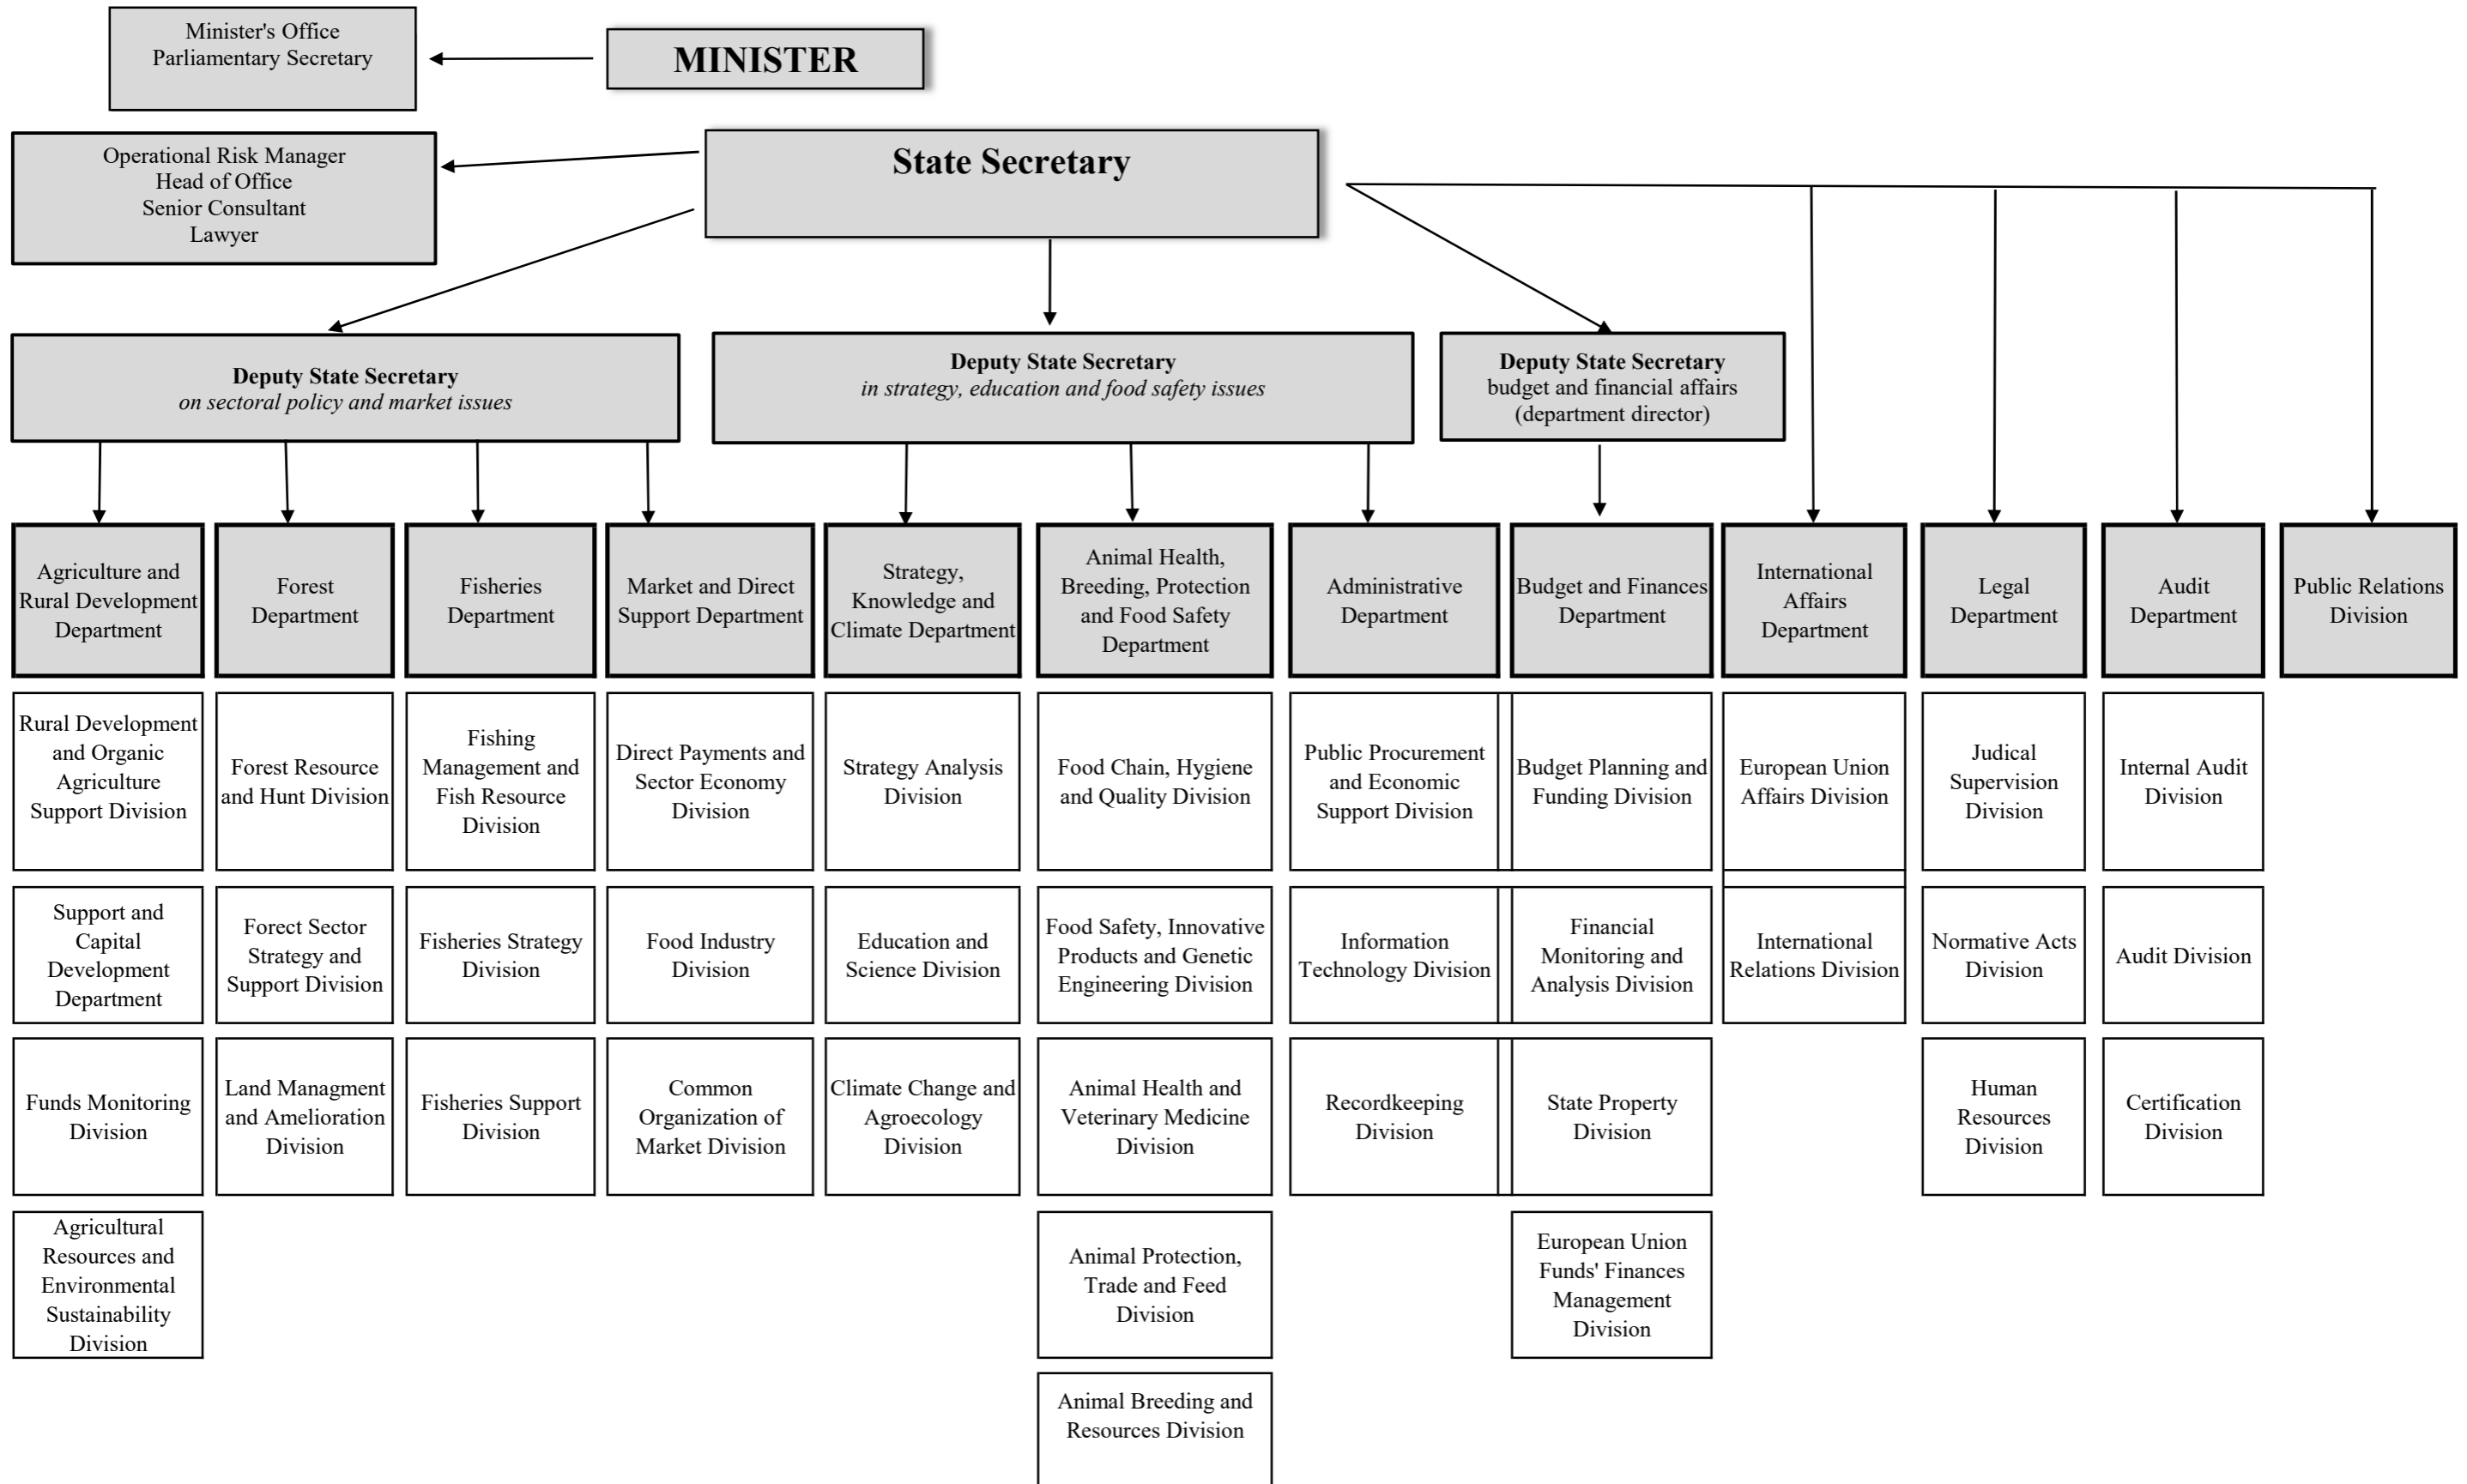 Minister's Office
Parliamentary Secretary
MINISTER
Operational Risk Manager
Head of Office
Senior Consultant
Lawyer
State Secretary
Deputy State Secretary
on sectoral policy and market issues
Deputy State Secretary
in strategy, education and food safety issues
Deputy State Secretary
budget and financial affairs
(department director)
Agriculture and
Rural Development
Department
Forest
Department
Fisheries
Department
Market and Direct
Support Department
Strategy,
Knowledge and
Climate Department
Animal Health,
Breeding, Protection
and Food Safety
Department
Administrative
Department
Budget and Finances
Department
International
Affairs
Department
Legal
Department
Audit
Department
Public Relations
Division
Rural Development
and Organic
Agriculture
Support Division
Forest Resource
and Hunt Division
Fishing
Management and
Fish Resource
Division
Direct Payments and
Sector Economy
Division
Strategy Analysis
Division
Food Chain, Hygiene
and Quality Division
Public Procurement
and Economic
Support Division
Budget Planning and
Funding Division
European Union
Affairs Division
Judical
Supervision
Division
Internal Audit
Division
Support and
Capital
Development
Department
Forect Sector
Strategy and
Support Division
Fisheries Strategy
Division
Food Industry
Division
Education and
Science Division
Food Safety, Innovative
Products and Genetic
Engineering Division
Information
Technology Division
Financial
Monitoring and
Analysis Division
International
Relations Division
Normative Acts
Division
Audit Division
Funds Monitoring
Division
Land Managment
and Amelioration
Division
Fisheries Support
Division
Common
Organization of
Market Division
Climate Change and
Agroecology
Division
Animal Health and
Veterinary Medicine
Division
Recordkeeping
Division
State Property
Division
Human
Resources
Division
Certification
Division
Agricultural
Resources and
Environmental
Sustainability
Division
Animal Protection,
Trade and Feed
Division
European Union
Funds' Finances
Management
Division
Animal Breeding and
Resources Division